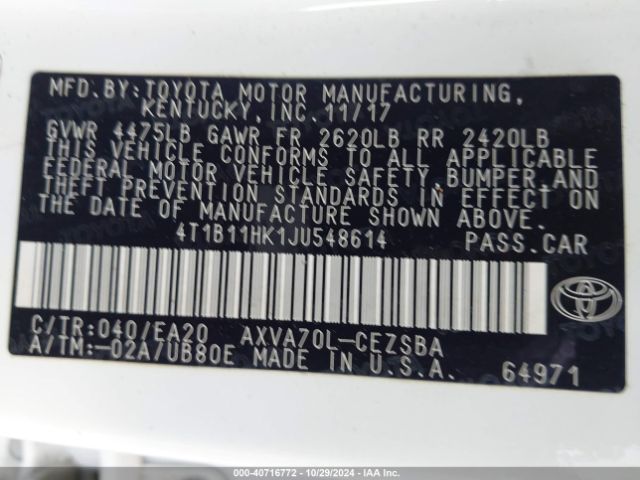 MFD.BY:TOYOTA MOTOR MANUFACTURING,
KENTUCKY, INC. 11/17
GVWR 4475LB GAWR FR 2620LB RR 2420LB
THIS VEHICLE CONFORMS TO ALL APPLICABLE
FEDERAL MOTOR VEHICLE SAFETY, BUMPER,AND
THEFT PREVENTION STANDARDS IN EFFECT ON
THE DATE OF MANUFACTURE SHOWN ABOVE.
4T1B11HK1JU548614 PASS.CAR
C/TR:040/EA20 AXVA70L-CEZSBA
A/TM:-02A/UB80E MADE IN U.S.A. 64971
000-40716772 - 10/29/2024 - IAA Inc.